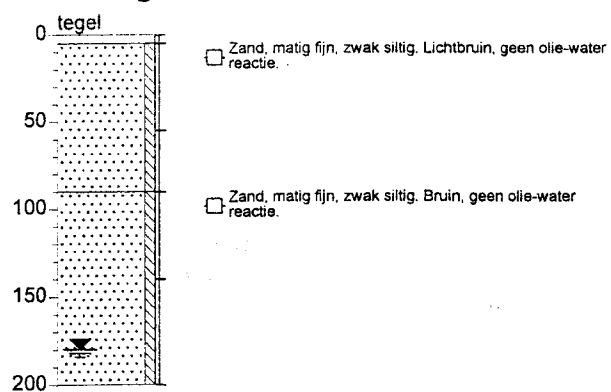 0
tegel
Zand, matig fijn, zwak siltig. Lichtbruin, geen olie-water
reactie.
50
100
Zand, matig fijn, zwak siltig. Bruin, geen olie-water
reactie.
150
200